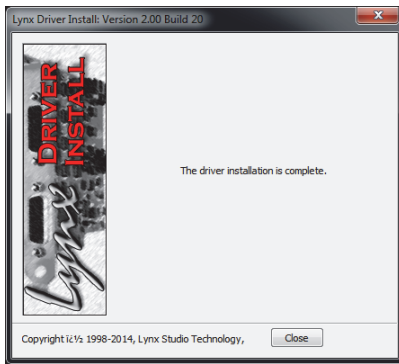 Lynx Driver Install: Version 2.00 Build 20
DRIVER
INSTALL
Lynx
The driver installation is complete.
Copyright ï¿½ 1998-2014, Lynx Studio Technology,
Close